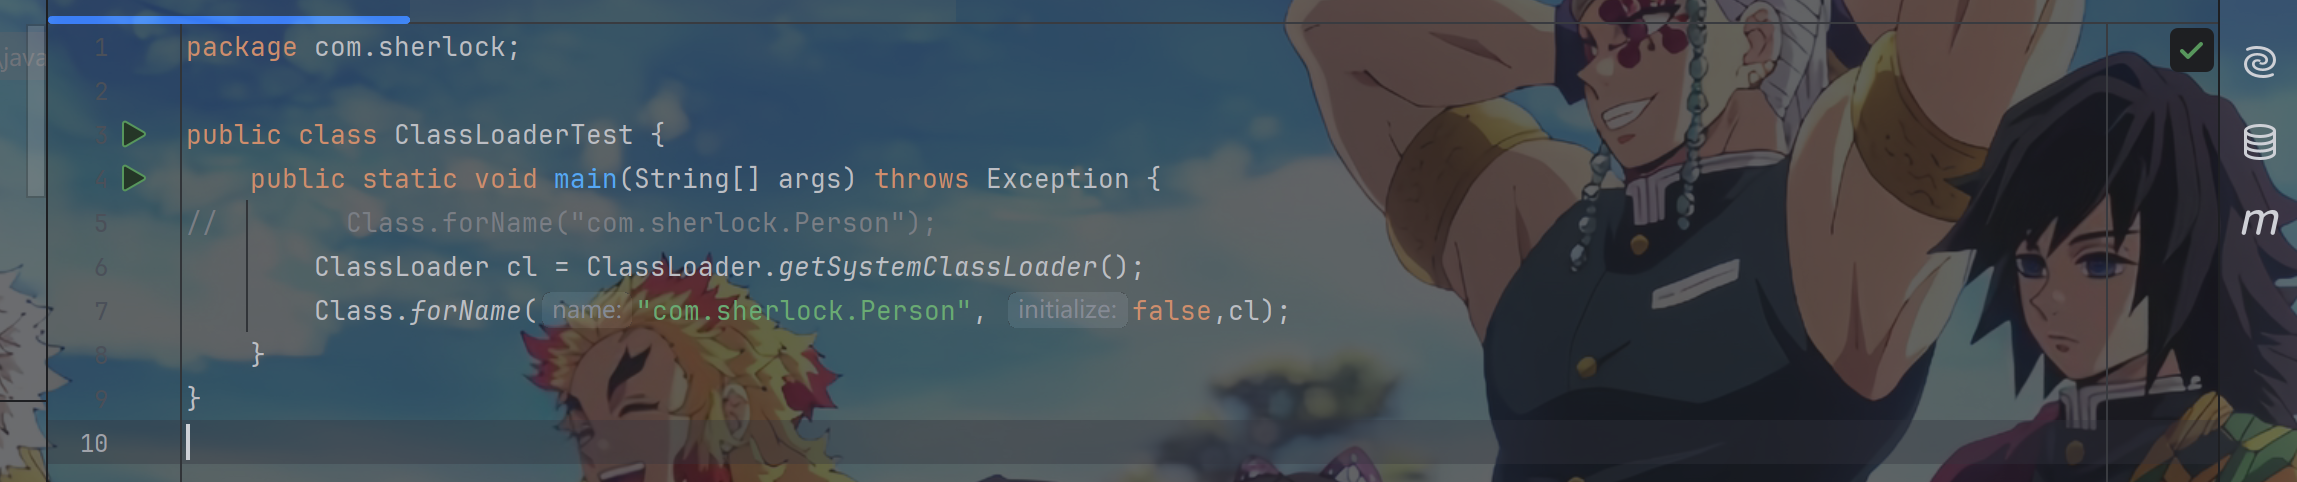 \java
1 package com.sherlock;
2
3 public class ClassLoaderTest {
4 public static void main(String[] args) throws Exception {
5 // Class.forName("com.sherlock.Person");
6 ClassLoader cl = ClassLoader.getSystemClassLoader();
7 Class.forName( name: "com.sherlock.Person", initialize: false,cl);
8 }
9 }
10
m